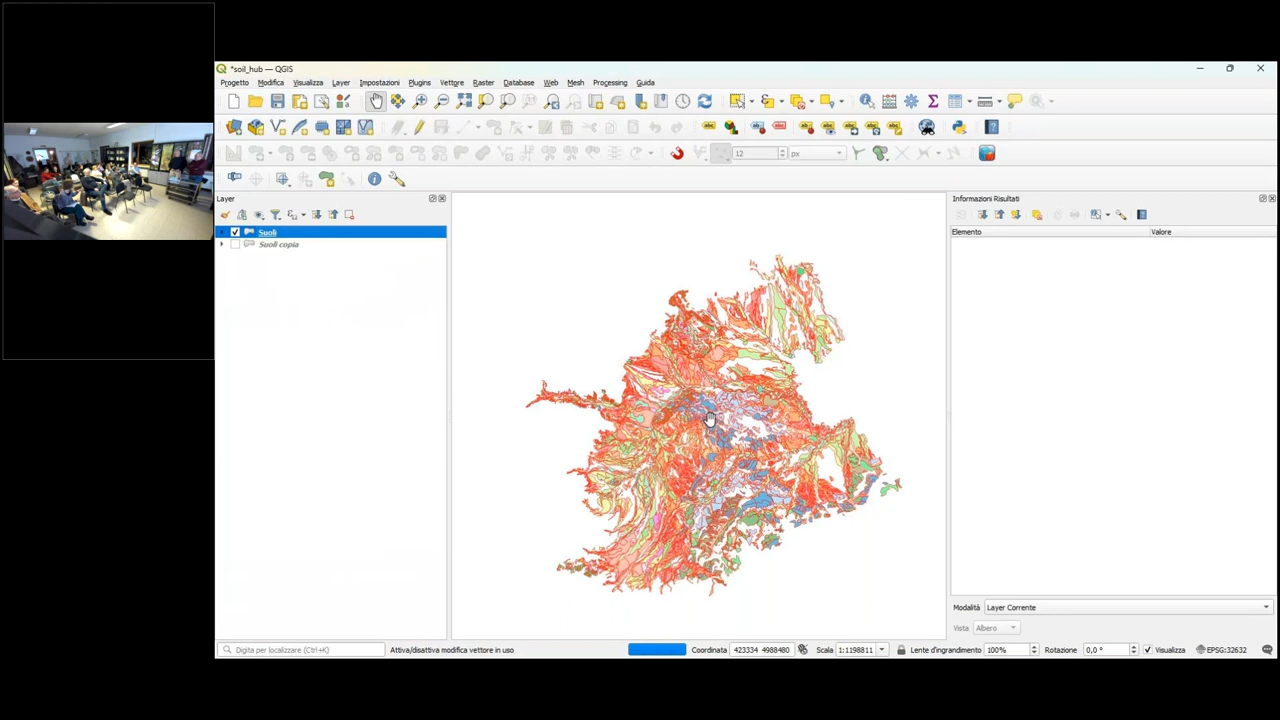 *soil_hub — QGIS
Progetto Modifica Visualizza Layer Impostazioni Plugins Vettore Raster Database Web Mesh Processing Guida
12 px
Layer
Suoli
Suoli copia
Informazioni Risultati
Elemento Valore
Modalità Layer Corrente
Vista Albero
Digita per localizzare (Ctrl+K) Attiva/disattiva modifica vettore in uso Coordinata 423334 4988480 Scala 1:1198811 Lente d'ingrandimento 100% Rotazione 0,0 ° Visualizza EPSG:32632